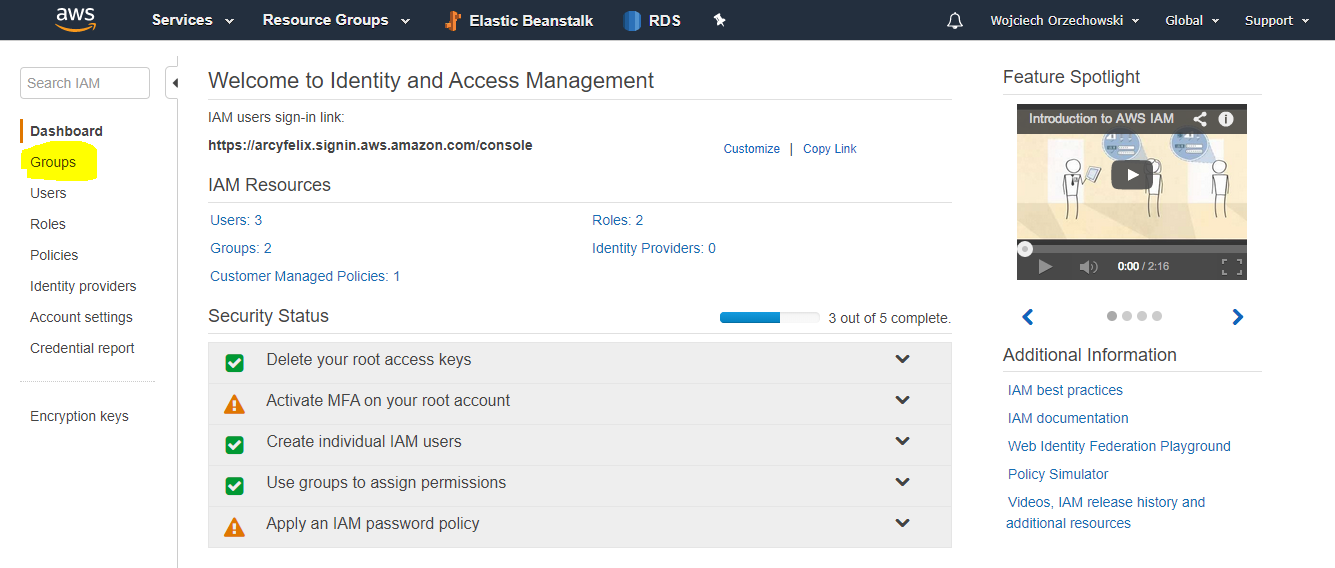 aws
Services
Resource Groups
Elastic Beanstalk
RDS
Wojciech Orzechowski
Global
Support
Search IAM
Dashboard
Groups
Users
Roles
Policies
Identity providers
Account settings
Credential report
Encryption keys
Welcome to Identity and Access Management
IAM users sign-in link:
https://arcyfelix.signin.aws.amazon.com/console
Customize | Copy Link
IAM Resources
Users: 3
Roles: 2
Groups: 2
Identity Providers: 0
Customer Managed Policies: 1
Security Status
3 out of 5 complete.
Delete your root access keys
Activate MFA on your root account
Create individual IAM users
Use groups to assign permissions
Apply an IAM password policy
Feature Spotlight
Introduction to AWS IAM
0:00 / 2:16
Additional Information
IAM best practices
IAM documentation
Web Identity Federation Playground
Policy Simulator
Videos, IAM release history and
additional resources